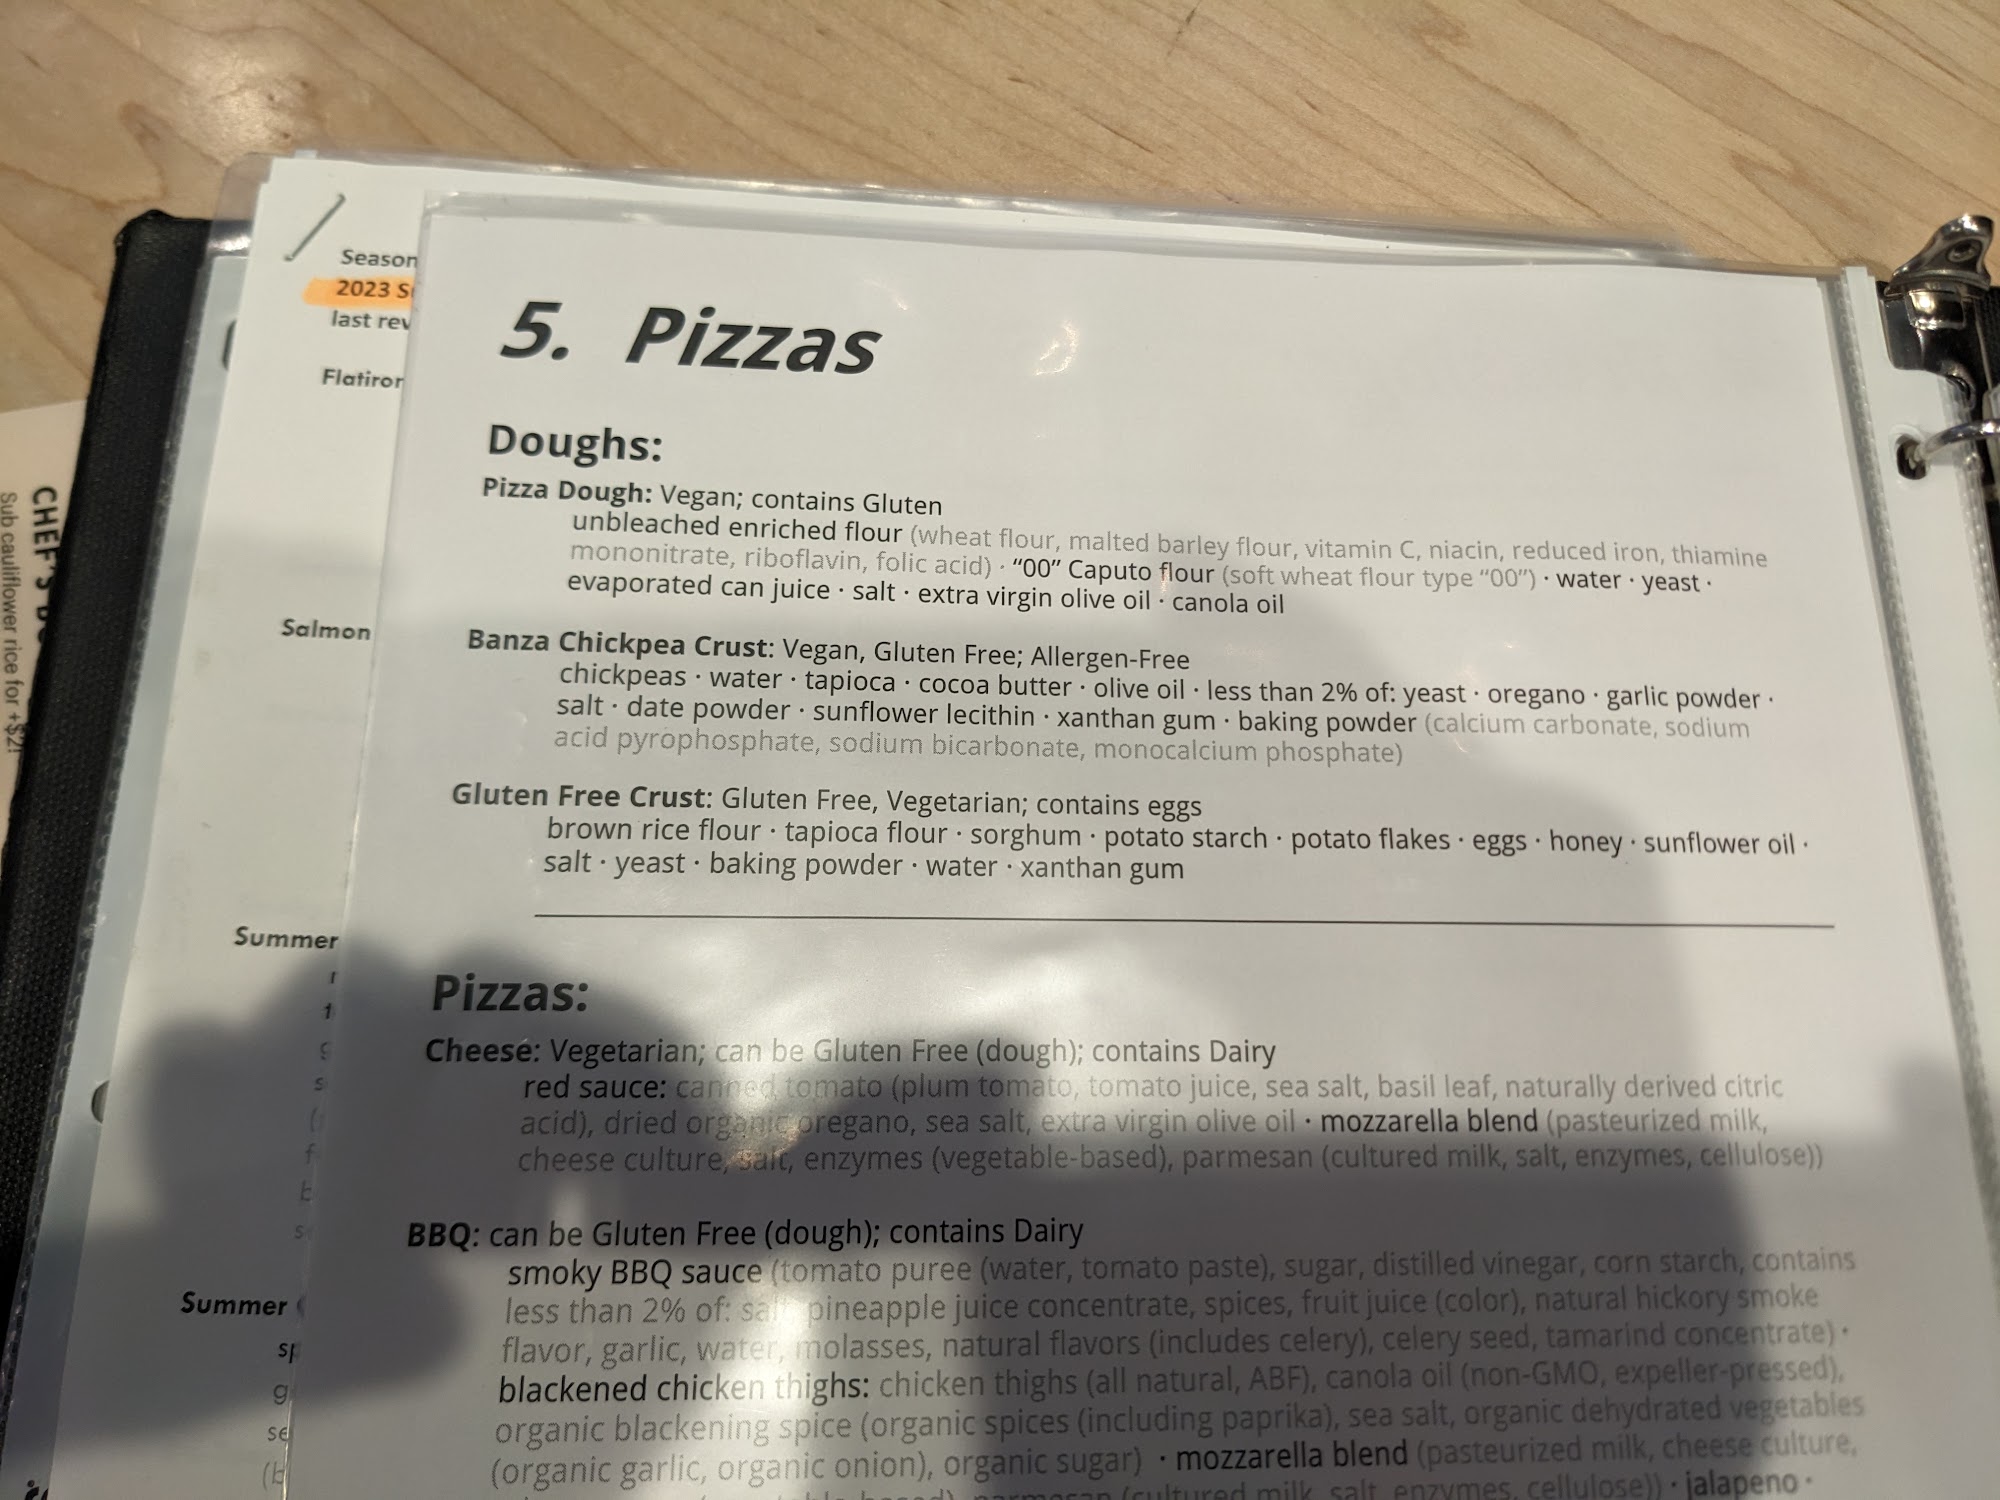 Season
2023 S
last rev
Flatiror
Salmon
Summer
Summer
CHEF'S
Sub cauliflower rice for +$2!
5. Pizzas
Doughs:
Pizza Dough: Vegan; contains Gluten
unbleached enriched flour (wheat flour, malted barley flour, vitamin C, niacin, reduced iron, thiamine
mononitrate, riboflavin, folic acid) · “00” Caputo flour (soft wheat flour type “00”) · water · yeast ·
evaporated can juice · salt · extra virgin olive oil · canola oil
Banza Chickpea Crust: Vegan, Gluten Free; Allergen-Free
chickpeas · water · tapioca · cocoa butter · olive oil · less than 2% of: yeast · oregano · garlic powder ·
salt · date powder · sunflower lecithin · xanthan gum · baking powder (calcium carbonate, sodium
acid pyrophosphate, sodium bicarbonate, monocalcium phosphate)
Gluten Free Crust: Gluten Free, Vegetarian; contains eggs
brown rice flour · tapioca flour · sorghum · potato starch · potato flakes · eggs · honey · sunflower oil ·
salt · yeast · baking powder · water · xanthan gum
Pizzas:
Cheese: Vegetarian; can be Gluten Free (dough); contains Dairy
red sauce: canned tomato (plum tomato, tomato juice, sea salt, basil leaf, naturally derived citric
acid), dried organic oregano, sea salt, extra virgin olive oil · mozzarella blend (pasteurized milk,
cheese culture, salt, enzymes (vegetable-based), parmesan (cultured milk, salt, enzymes, cellulose))
BBQ: can be Gluten Free (dough); contains Dairy
smoky BBQ sauce (tomato puree (water, tomato paste), sugar, distilled vinegar, corn starch, contains
less than 2% of: salt, pineapple juice concentrate, spices, fruit juice (color), natural hickory smoke
flavor, garlic, water, molasses, natural flavors (includes celery), celery seed, tamarind concentrate) ·
blackened chicken thighs: chicken thighs (all natural, ABF), canola oil (non-GMO, expeller-pressed),
organic blackening spice (organic spices (including paprika), sea salt, organic dehydrated vegetables
(organic garlic, organic onion), organic sugar) · mozzarella blend (pasteurized milk, cheese culture,
parmesan (cultured milk, salt, enzymes, cellulose)) · jalapeno ·